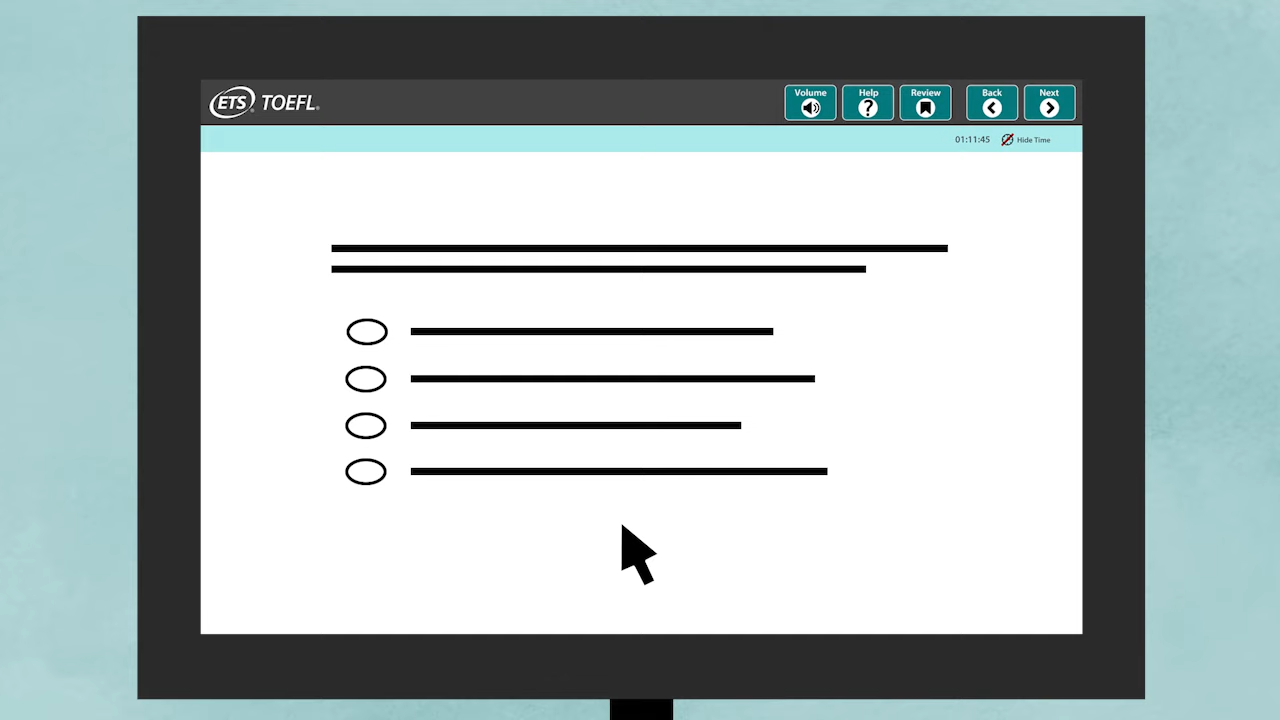 ETS® TOEFL®
Volume
Help
?
Review
Back
Next
01:11:45
Hide Time